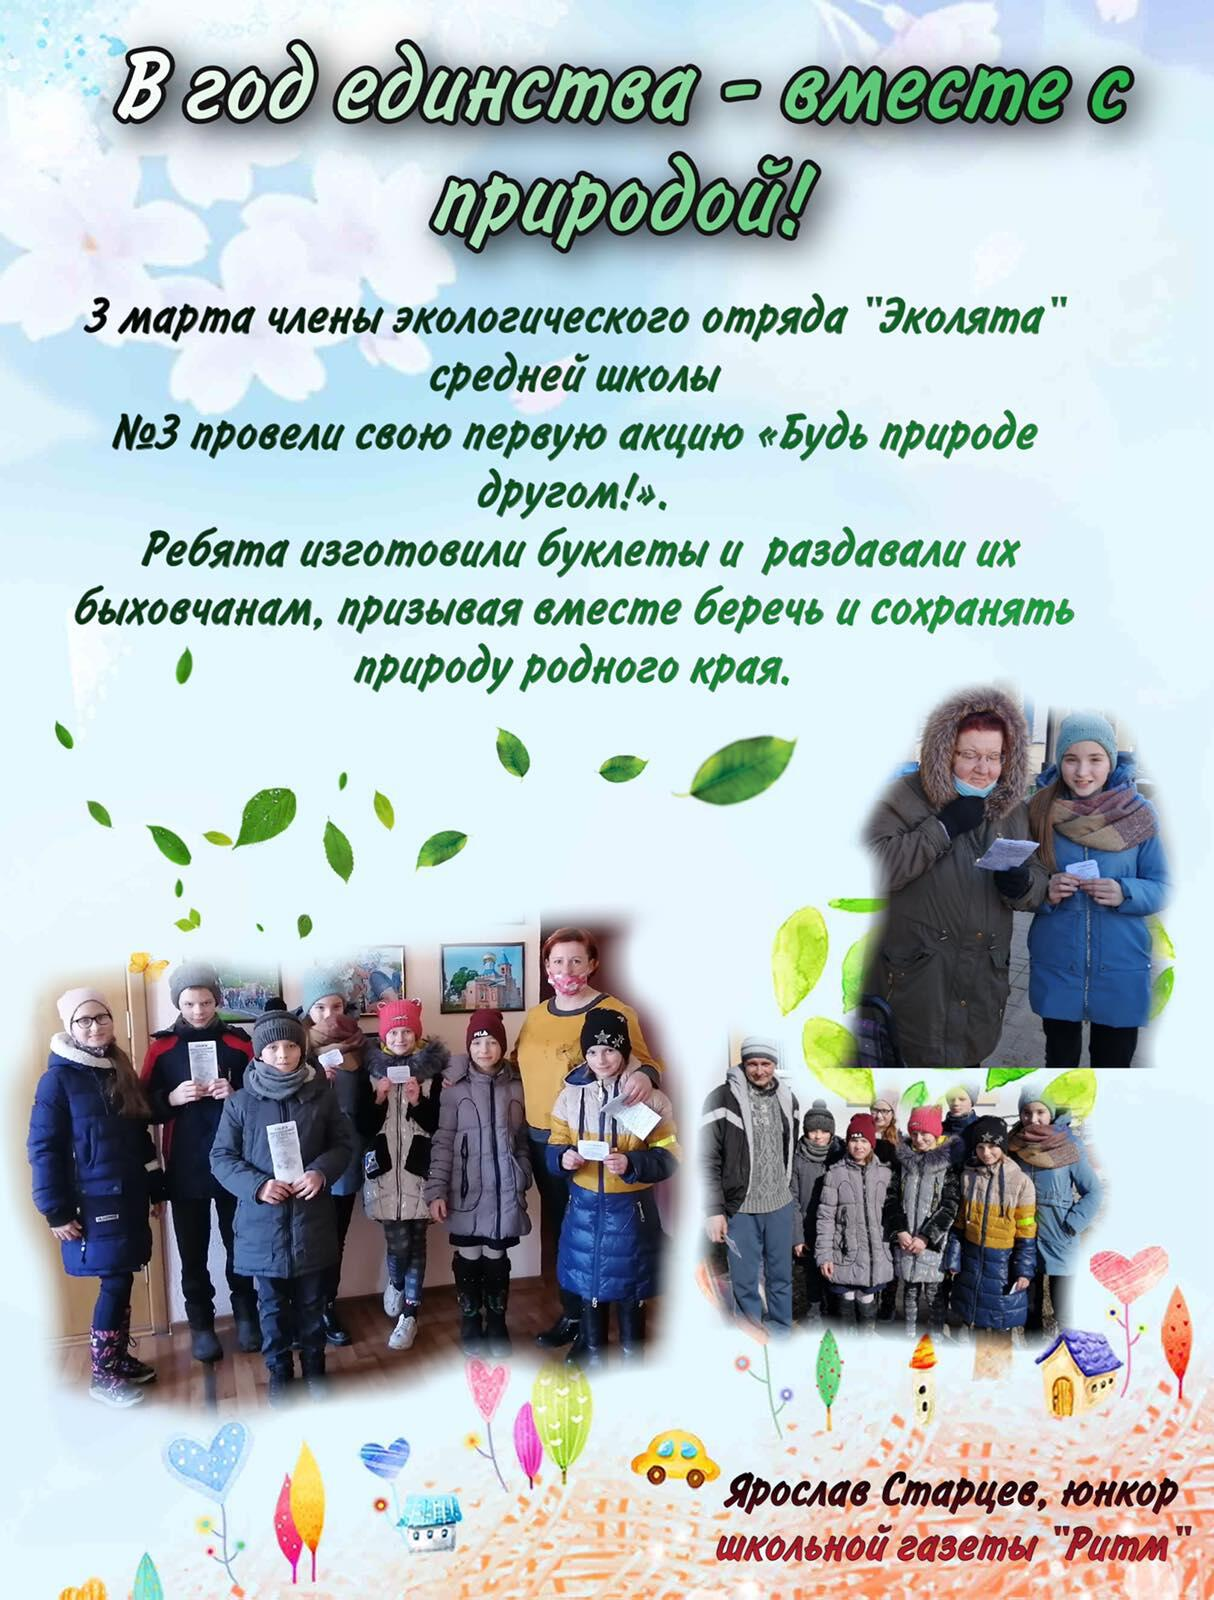 В год единства - вместе с
природой!
3 марта члены экологического отряда "Эколята"
средней школы
№3 провели свою первую акцию «Будь природе
другом!».
Ребята изготовили буклеты и раздавали их
быховчанам, призывая вместе беречь и сохранять
природу родного края.
Ярослав Старцев, юнкор
школьной газеты "Ритм"